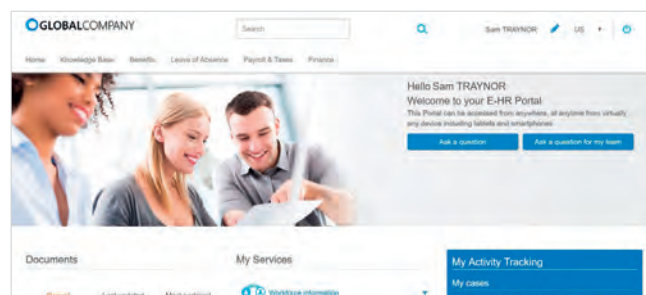 GLOBALCOMPANY
Search
Sam TRAYNOR
US
Home Knowledge Base Benefits Leave of Absence Payroll & Taxes Finance
Hello Sam TRAYNOR
Welcome to your E-HR Portal
This Portal can be accessed from anywhere, at anytime from virtually
any device including tablets and smartphones
Ask a question
Ask a question for my team
Documents
My Services
My Activity Tracking
My cases
Recent Last updated
Workforce information